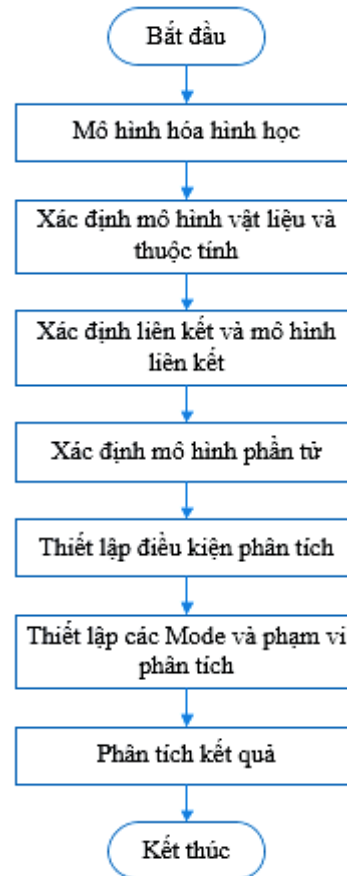 Bắt đầu
Mô hình hóa hình học
Xác định mô hình vật liệu và
thuộc tính
Xác định liên kết và mô hình
liên kết
Xác định mô hình phần tử
Thiết lập điều kiện phân tích
Thiết lập các Mode và phạm vi
phân tích
Phân tích kết quả
Kết thúc